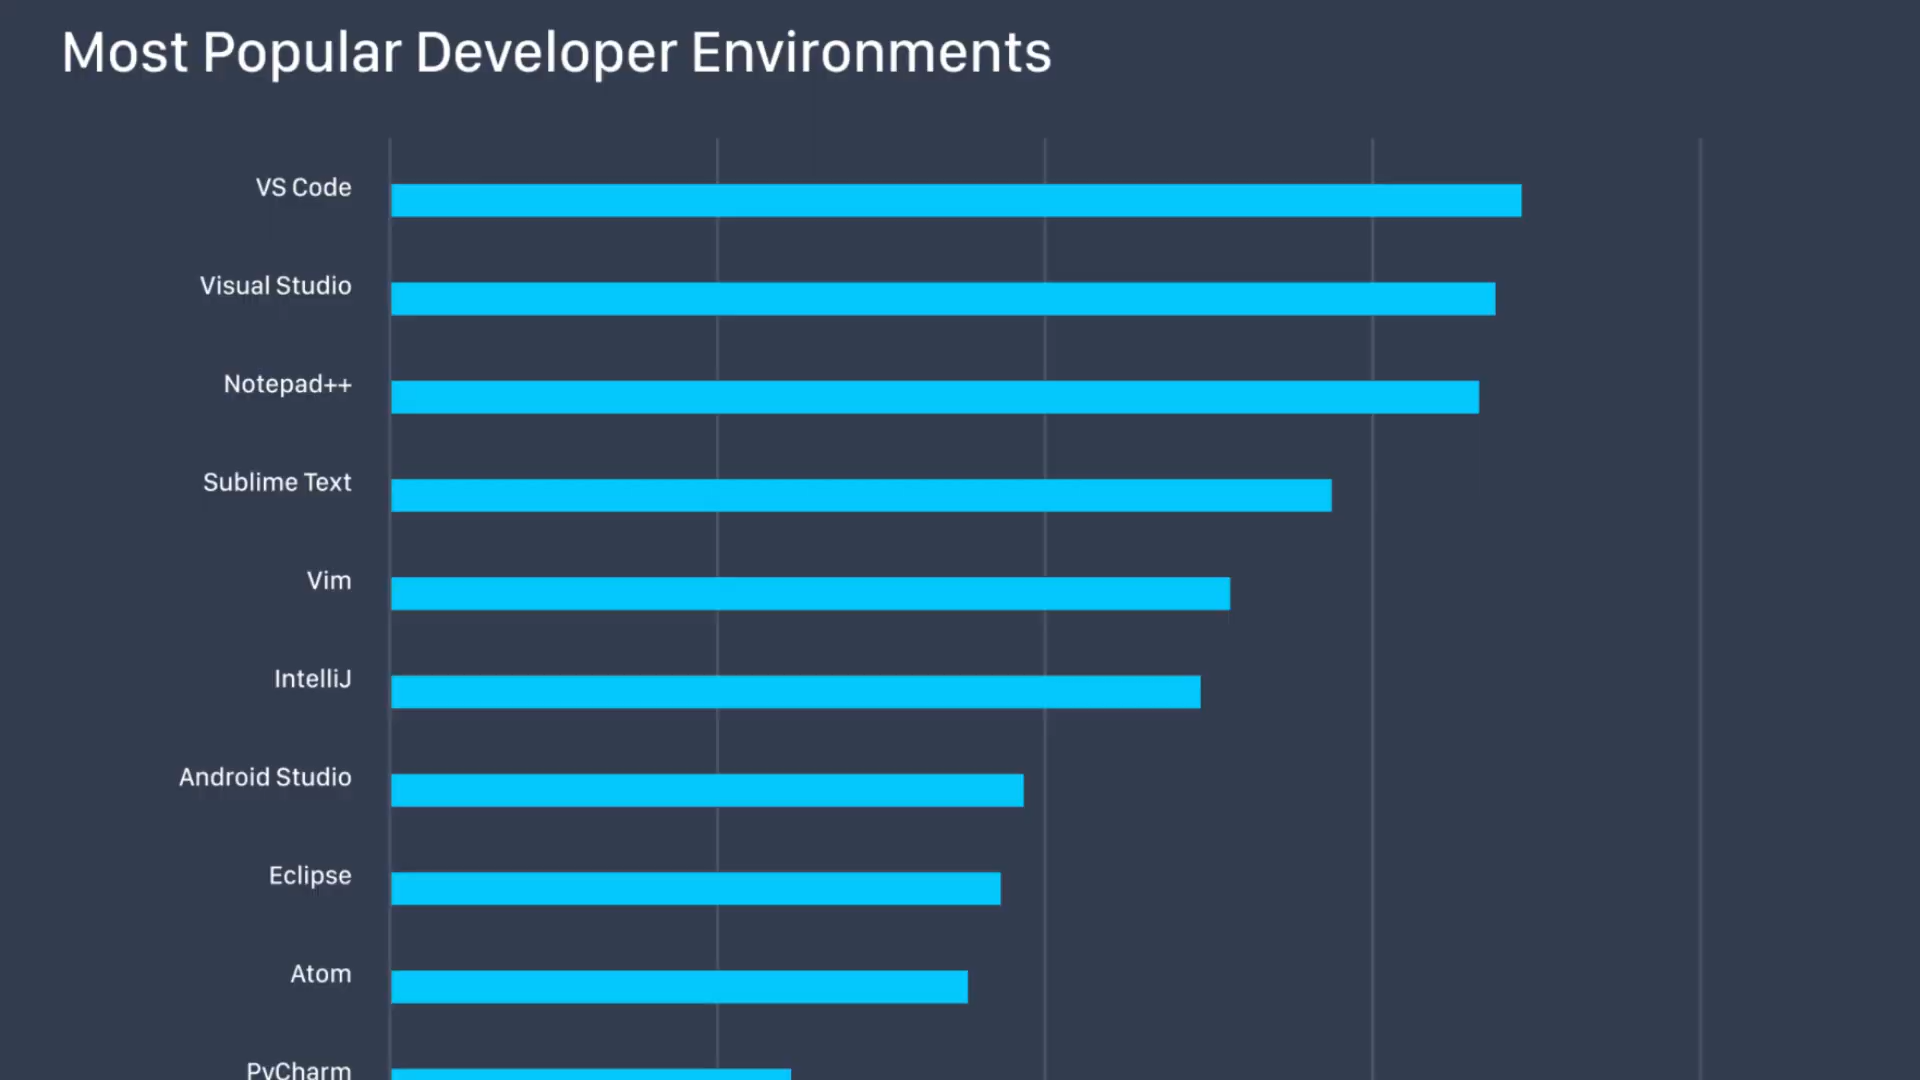 Most Popular Developer Environments
VS Code
Visual Studio
Notepad++
Sublime Text
Vim
IntelliJ
Android Studio
Eclipse
Atom
PyCharm